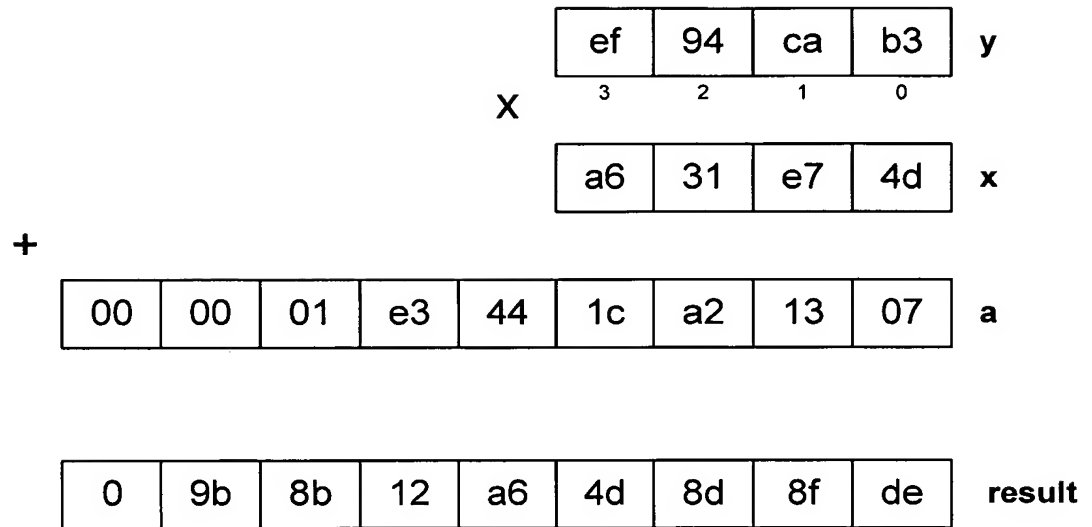 ef 94 ca b3 y
3 2 1 0
X
a6 31 e7 4d x
+
00 00 01 e3 44 1c a2 13 07 a
0 9b 8b 12 a6 4d 8d 8f de result